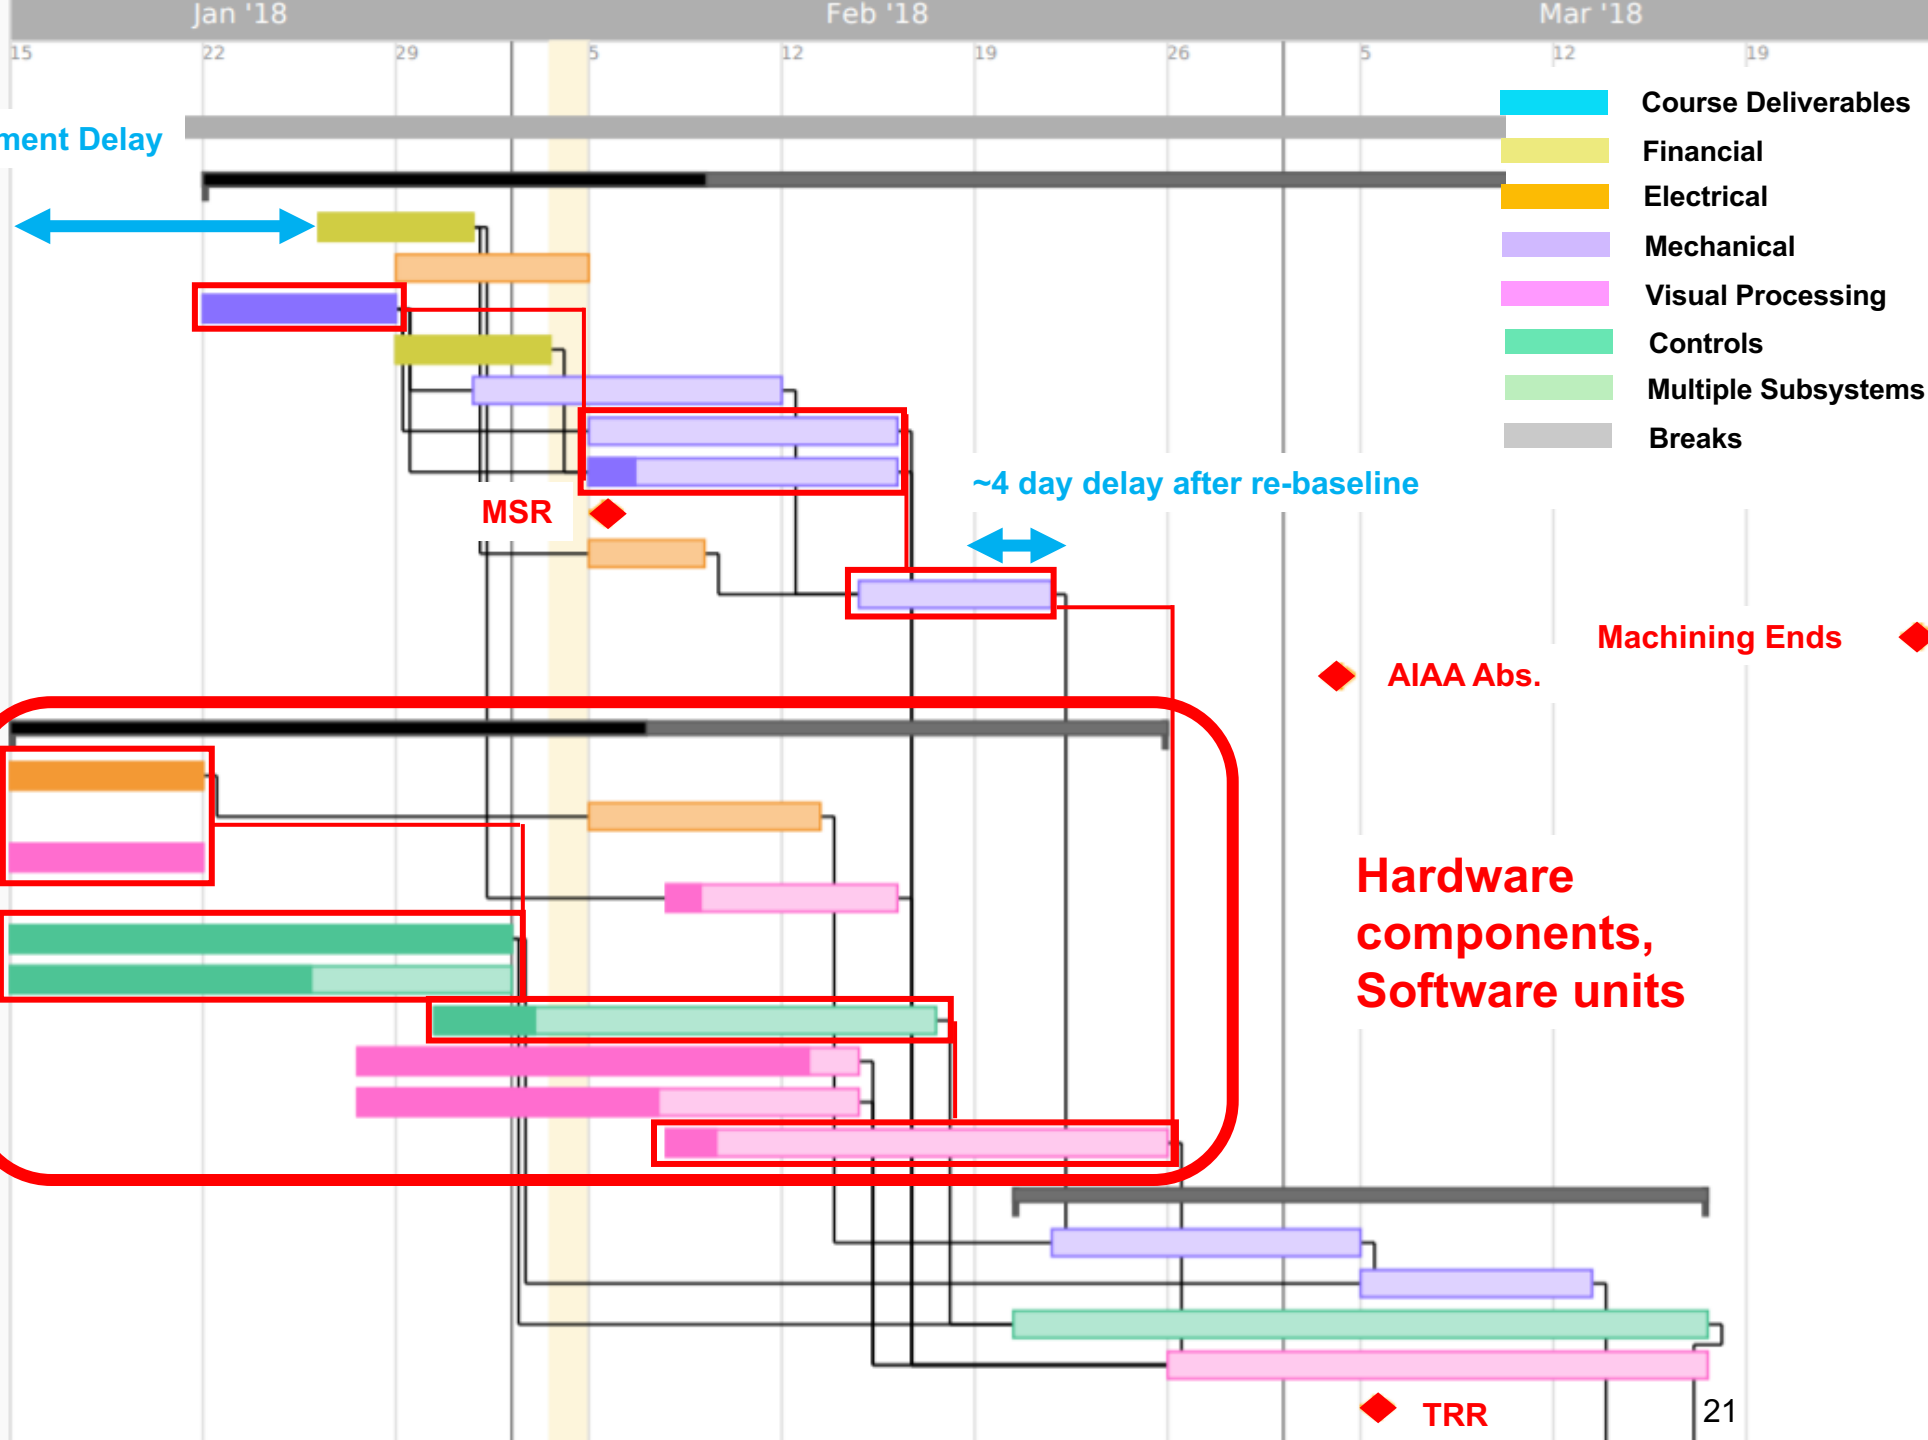 Jan '18
Feb '18
Mar '18
15
22
29
5
12
19
26
5
12
19
Course Deliverables
ment Delay
Financial
Electrical
Mechanical
Visual Processing
Controls
Multiple Subsystems
Breaks
~4 day delay after re-baseline
MSR
Machining Ends
AIAA Abs.
Hardware
components,
Software units
TRR
21